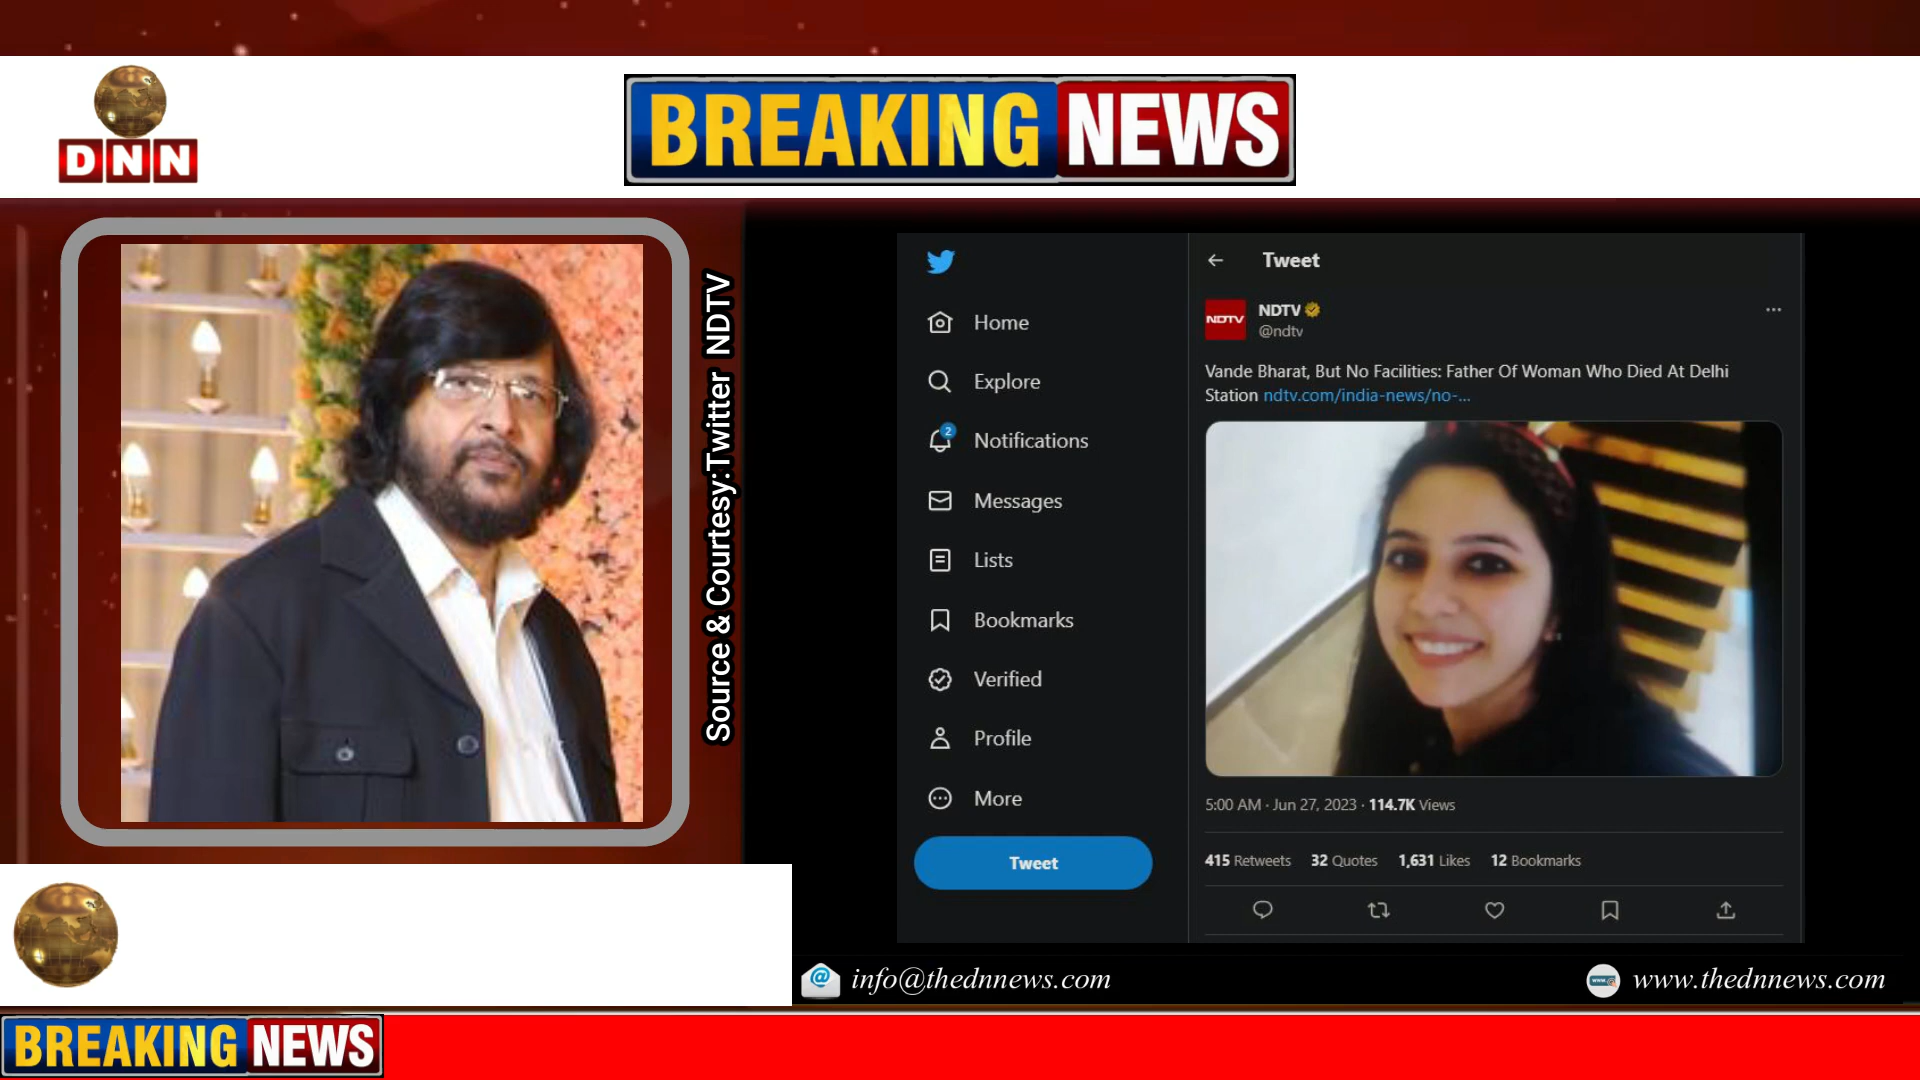 DNN
BREAKING NEWS
Source & Courtesy:Twitter NDTV
Home
Explore
2
Notifications
Messages
Lists
Bookmarks
Verified
Profile
More
Tweet
Tweet
NDTV
NDTV
@ndtv
Vande Bharat, But No Facilities: Father Of Woman Who Died At Delhi
Station ndtv.com/india-news/no-...
5:00 AM · Jun 27, 2023 · 114.7K Views
415 Retweets 32 Quotes 1,631 Likes 12 Bookmarks
info@thednnews.com
www.thednnews.com
BREAKING NEWS